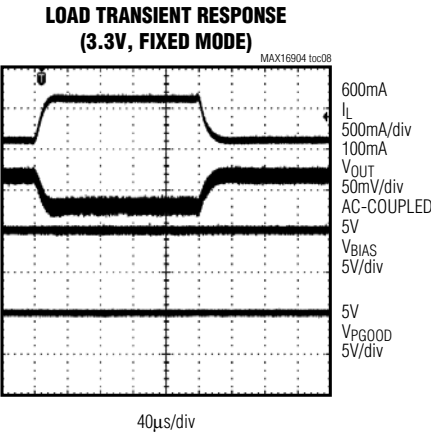 LOAD TRANSIENT RESPONSE
(3.3V, FIXED MODE)
MAX16904 toc08
T
600mA
IL
500mA/div
100mA
VOUT
50mV/div
AC-COUPLED
5V
VBIAS
5V/div
5V
VPGOOD
5V/div
40µs/div